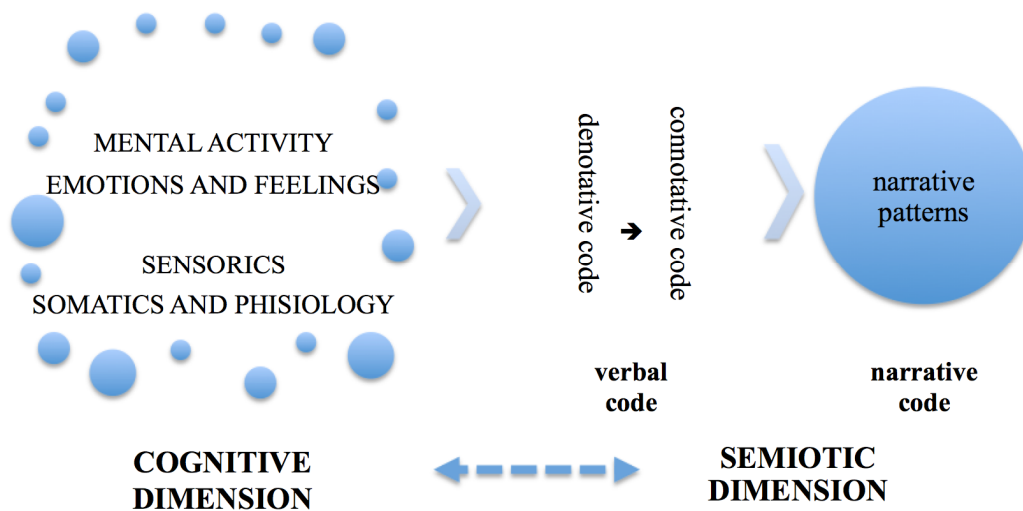 MENTAL ACTIVITY
EMOTIONS AND FEELINGS
SENSORICS
SOMATICS AND PHISIOLOGY
denotative code
connotative code
narrative
patterns
verbal
code
narrative
code
COGNITIVE
DIMENSION
SEMIOTIC
DIMENSION